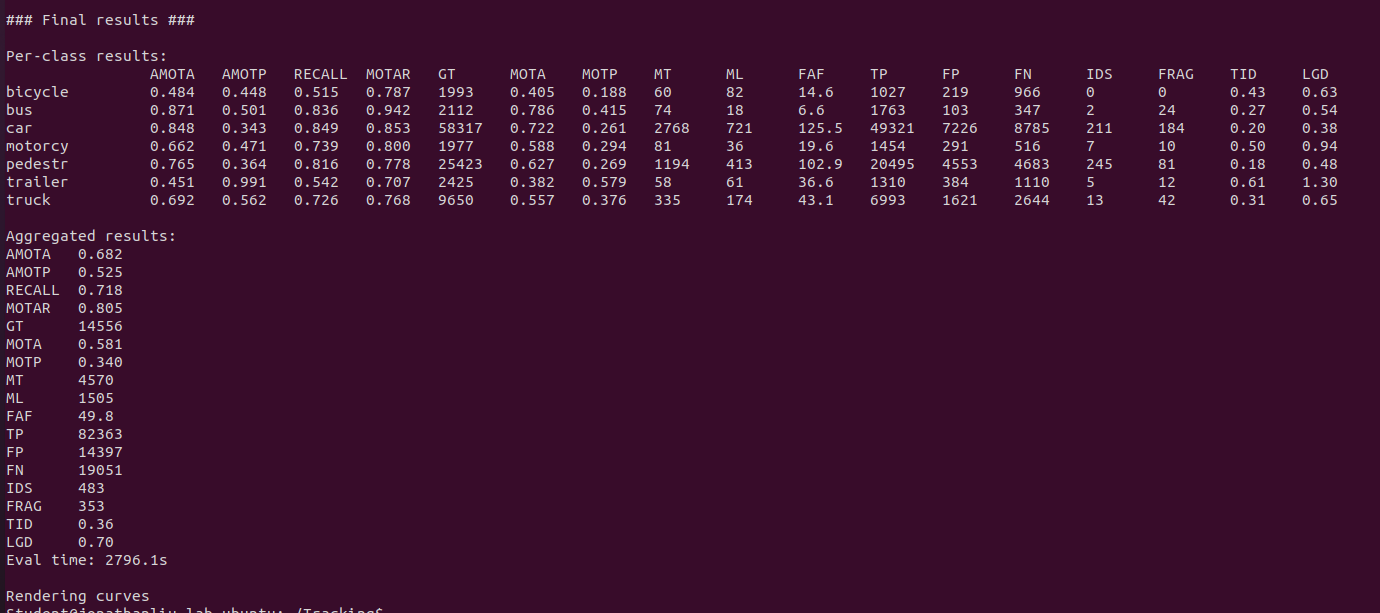 ### Final results ###
Per-class results:
AMOTA AMOTP RECALL MOTAR GT MOTA MOTP MT ML FAF TP FP FN IDS FRAG TID LGD
bicycle 0.484 0.448 0.515 0.787 1993 0.405 0.188 60 82 14.6 1027 219 966 0 0 0.43 0.63
bus 0.871 0.501 0.836 0.942 2112 0.786 0.415 74 18 6.6 1763 103 347 2 24 0.27 0.54
car 0.848 0.343 0.849 0.853 58317 0.722 0.261 2768 721 125.5 49321 7226 8785 211 184 0.20 0.38
motorcy 0.662 0.471 0.739 0.800 1977 0.588 0.294 81 36 19.6 1454 291 516 7 10 0.50 0.94
pedestr 0.765 0.364 0.816 0.778 25423 0.627 0.269 1194 413 102.9 20495 4553 4683 245 81 0.18 0.48
trailer 0.451 0.991 0.542 0.707 2425 0.382 0.579 58 61 36.6 1310 384 1110 5 12 0.61 1.30
truck 0.692 0.562 0.726 0.768 9650 0.557 0.376 335 174 43.1 6993 1621 2644 13 42 0.31 0.65
Aggregated results:
AMOTA 0.682
AMOTP 0.525
RECALL 0.718
MOTAR 0.805
GT 14556
MOTA 0.581
MOTP 0.340
MT 4570
ML 1505
FAF 49.8
TP 82363
FP 14397
FN 19051
IDS 483
FRAG 353
TID 0.36
LGD 0.70
Eval time: 2796.1s
Rendering curves